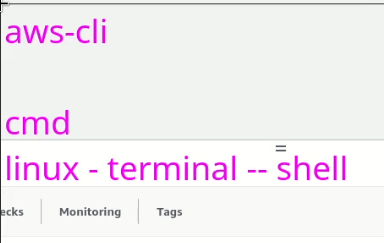 aws-cli
cmd
=
linux - terminal -- shell
ecks Monitoring Tags